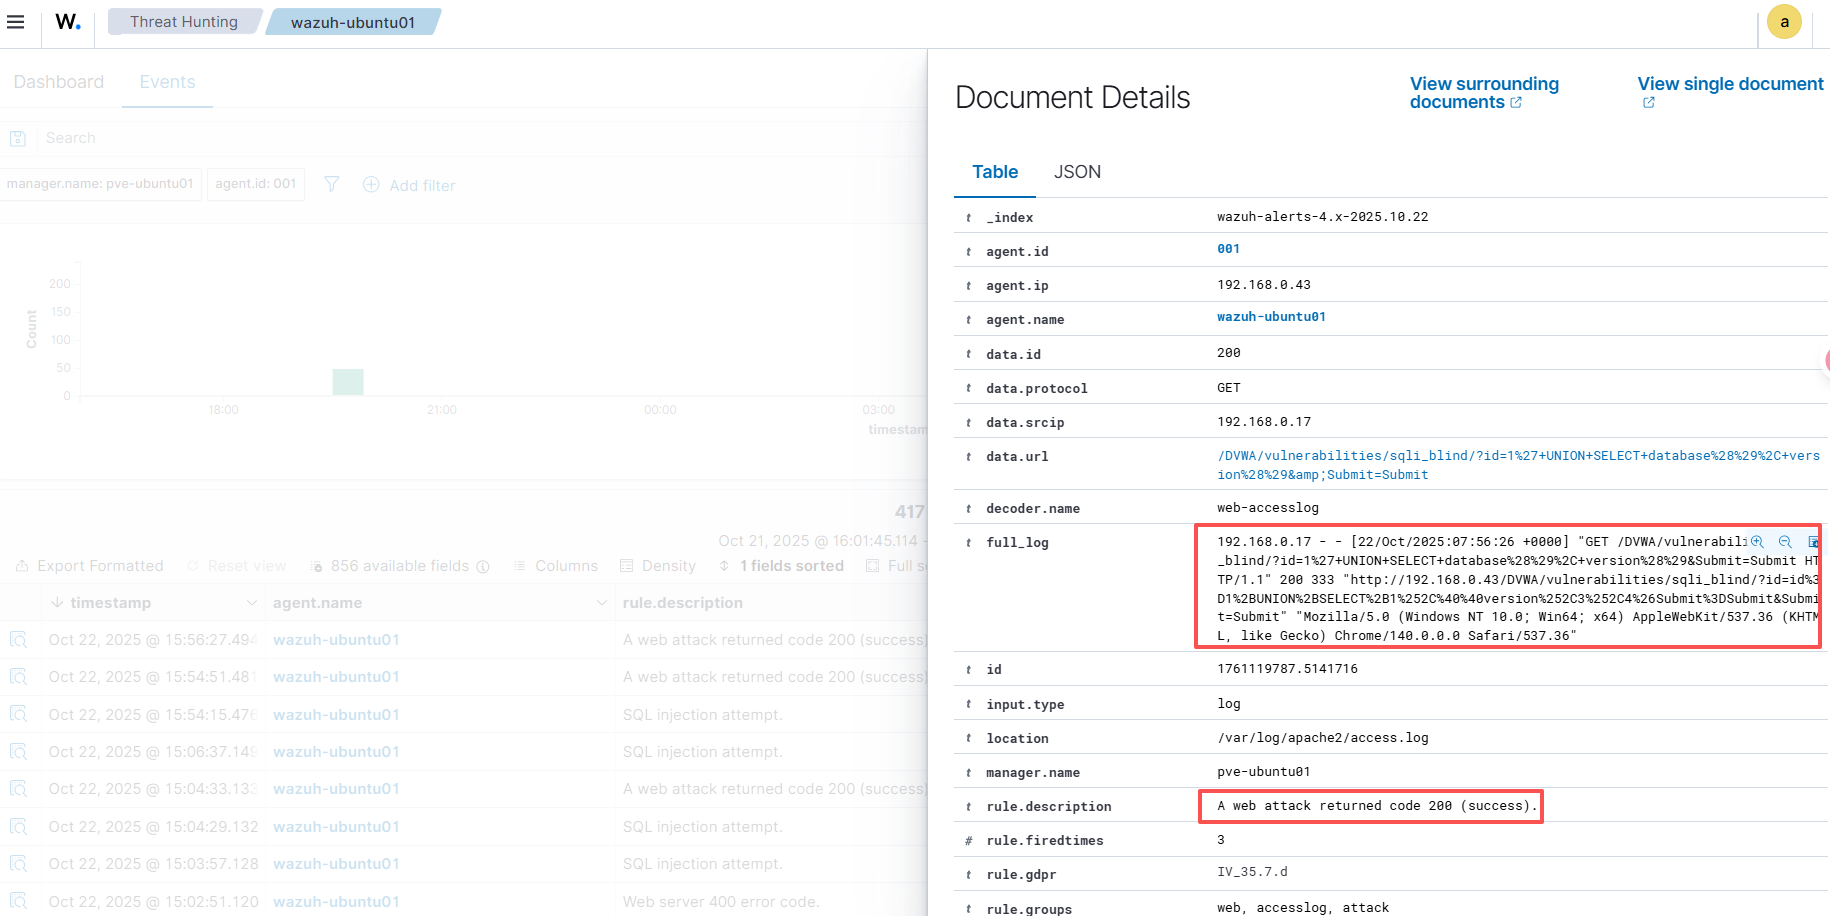 W.
Threat Hunting
wazuh-ubuntu01
a
Dashboard
Events
Search
manager.name: pve-ubuntu01
agent.id: 001
Add filter
Count
200
150
100
50
0
18:00
21:00
00:00
03:00
timestam
417
Oct 21, 2025 @ 16:01:45.114 -
Export Formatted
Reset view
856 available fields
Columns
Density
1 fields sorted
Full s
timestamp
agent.name
rule.description
Oct 22, 2025 @ 15:56:27.494 wazuh-ubuntu01 A web attack returned code 200 (success)
Oct 22, 2025 @ 15:54:51.481 wazuh-ubuntu01 A web attack returned code 200 (success)
Oct 22, 2025 @ 15:54:15.476 wazuh-ubuntu01 SQL injection attempt.
Oct 22, 2025 @ 15:06:37.149 wazuh-ubuntu01 SQL injection attempt.
Oct 22, 2025 @ 15:04:33.133 wazuh-ubuntu01 A web attack returned code 200 (success)
Oct 22, 2025 @ 15:04:29.132 wazuh-ubuntu01 SQL injection attempt.
Oct 22, 2025 @ 15:03:57.128 wazuh-ubuntu01 SQL injection attempt.
Oct 22, 2025 @ 15:02:51.120 wazuh-ubuntu01 Web server 400 error code.
Document Details
View surrounding
documents
View single document
Table
JSON
t _index wazuh-alerts-4.x-2025.10.22
t agent.id 001
t agent.ip 192.168.0.43
t agent.name wazuh-ubuntu01
t data.id 200
t data.protocol GET
t data.srcip 192.168.0.17
t data.url /DVWA/vulnerabilities/sqli_blind/?id=1%27+UNION+SELECT+database%28%29%2C+vers
ion%28%29&amp;Submit=Submit
t decoder.name web-accesslog
t full_log 192.168.0.17 - - [22/Oct/2025:07:56:26 +0000] "GET /DVWA/vulnerabili
_blind/?id=1%27+UNION+SELECT+database%28%29%2C+version%28%29&Submit=Submit HT
TP/1.1" 200 333 "http://192.168.0.43/DVWA/vulnerabilities/sqli_blind/?id=id%3
D1%2BUNION%2BSELECT%2B1%252C%40%40version%252C3%252C4%26Submit%3DSubmit&Submi
t=Submit" "Mozilla/5.0 (Windows NT 10.0; Win64; x64) AppleWebKit/537.36 (KHTM
L, like Gecko) Chrome/140.0.0.0 Safari/537.36"
t id 1761119787.5141716
t input.type log
t location /var/log/apache2/access.log
t manager.name pve-ubuntu01
t rule.description A web attack returned code 200 (success).
# rule.firedtimes 3
t rule.gdpr IV_35.7.d
t rule.groups web, accesslog, attack